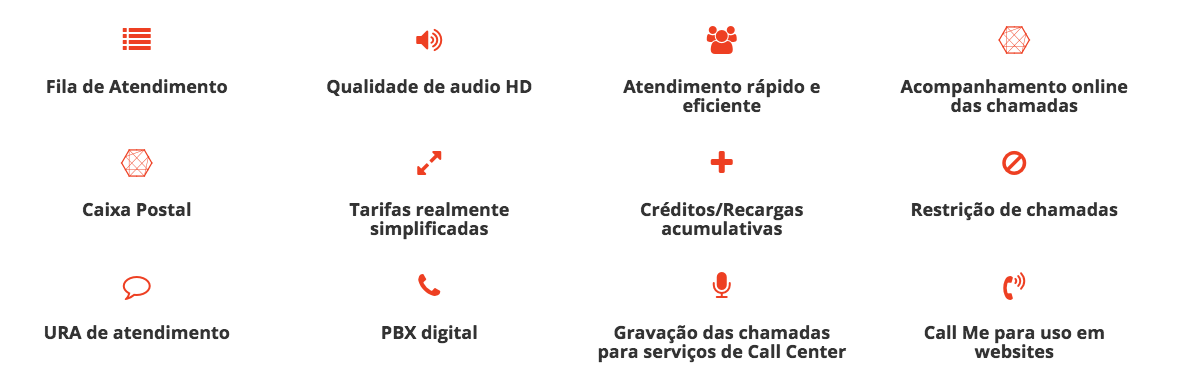 Fila de Atendimento
Qualidade de audio HD
Atendimento rápido e
eficiente
Acompanhamento online
das chamadas
Caixa Postal
Tarifas realmente
simplificadas
Créditos/Recargas
acumulativas
Restrição de chamadas
URA de atendimento
PBX digital
Gravação das chamadas
para serviços de Call Center
Call Me para uso em
websites